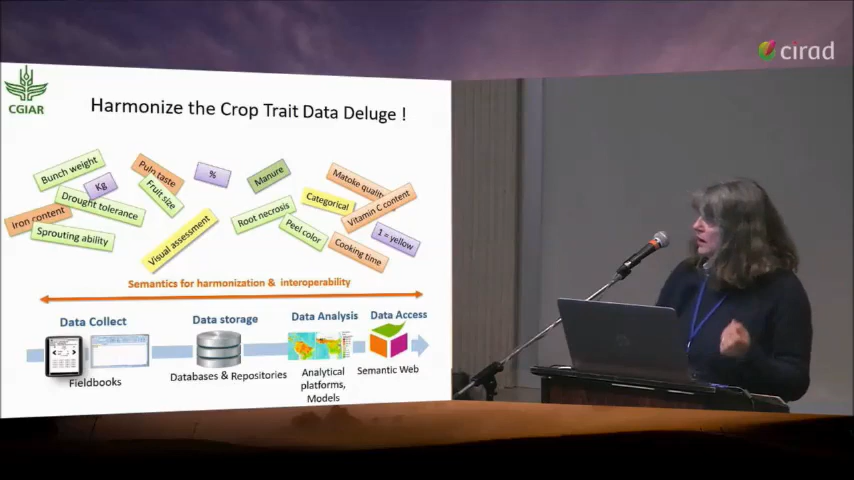 cirad
CGIAR
Harmonize the Crop Trait Data Deluge !
Bunch weight
Kg
Drought tolerance
Iron content
Sprouting ability
Pulp taste
Fruit size
%
Visual assessment
Manure
Root necrosis
Peel color
Matoke quality
Categorical
Vitamin C content
1 = yellow
Cooking time
Semantics for harmonization & interoperability
Data Collect
Data storage
Data Analysis
Data Access
Fieldbooks
Databases & Repositories
Analytical
platforms,
Models
Semantic Web